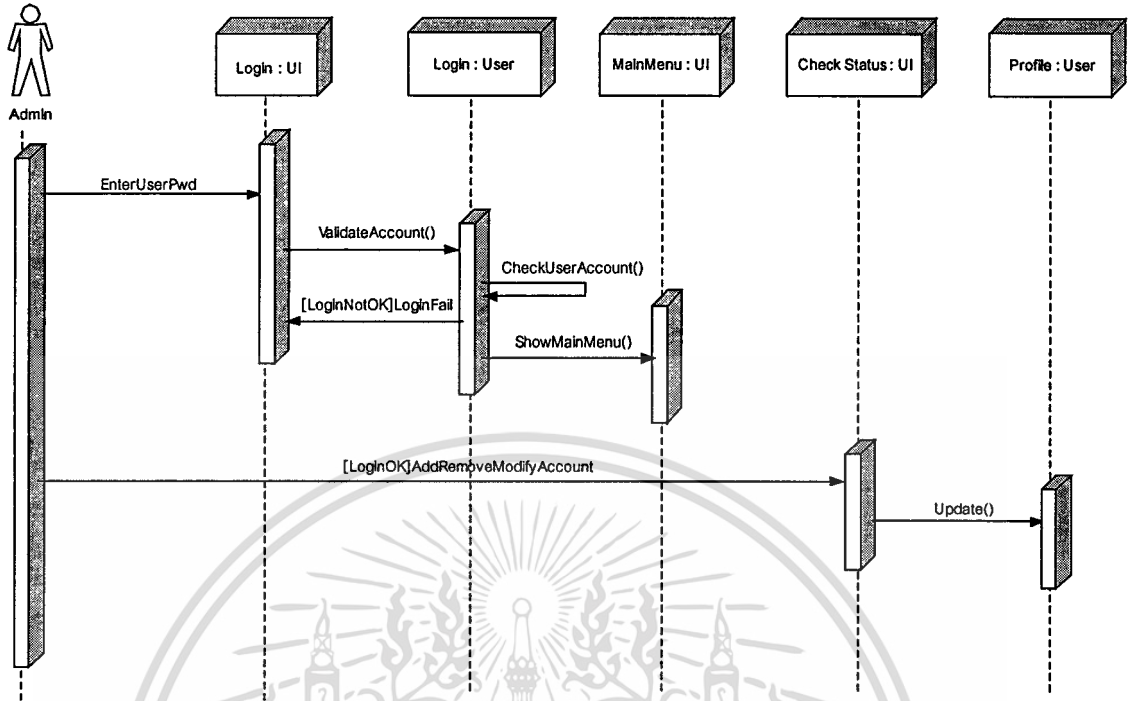 Login : UI
Login : User
MainMenu : UI
Check Status : UI
Profile : User
Admin
EnterUserPwd
ValidateAccount()
CheckUserAccount()
[LoginNotOK]LoginFail
ShowMainMenu()
[LoginOK]AddRemoveModifyAccount
Update()